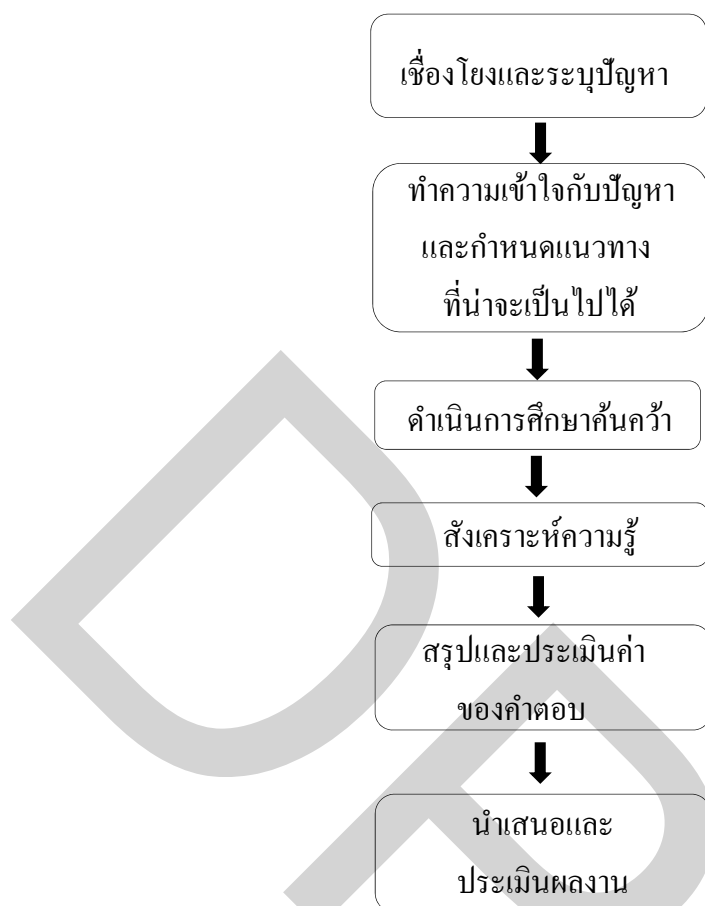 เชื่องโยงและระบุปัญหา
ทำความเข้าใจกับปัญหา
และกำหนดแนวทาง
ที่น่าจะเป็นไปได้
ดำเนินการศึกษาค้นคว้า
สังเคราะห์ความรู้
สรุปและประเมินค่า
ของคำตอบ
นำเสนอและ
ประเมินผลงาน